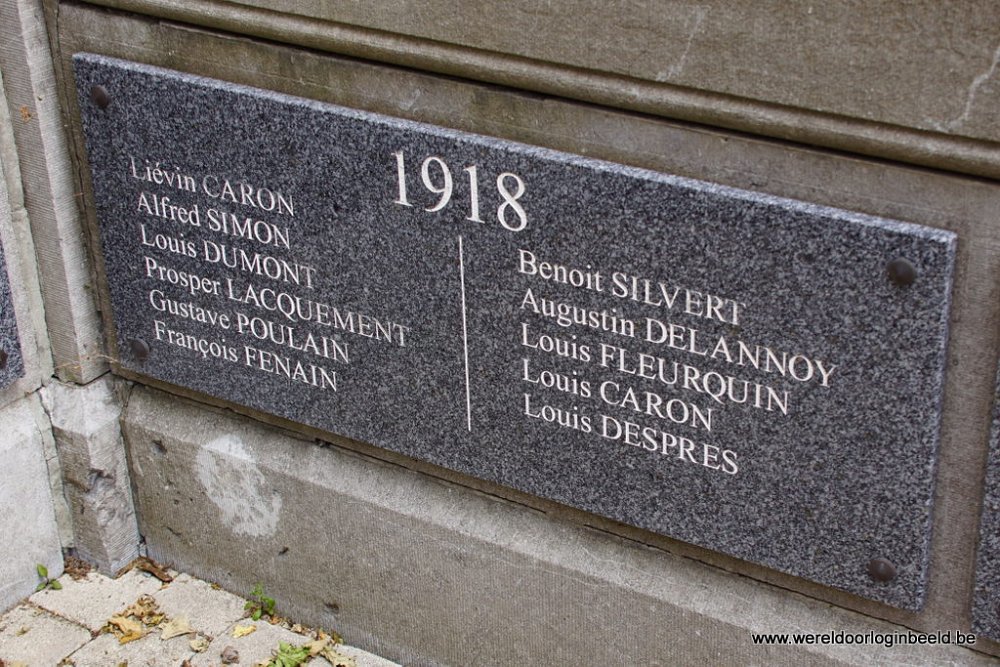 1918
Liévin CARON
Alfred SIMON
Louis DUMONT
Prosper LACQUEMENT
Gustave POULAIN
François FENAIN
Benoit SILVERT
Augustin DELANNOY
Louis FLEURQUIN
Louis CARON
Louis DESPRES
www.wereldoorloginbeeld.be